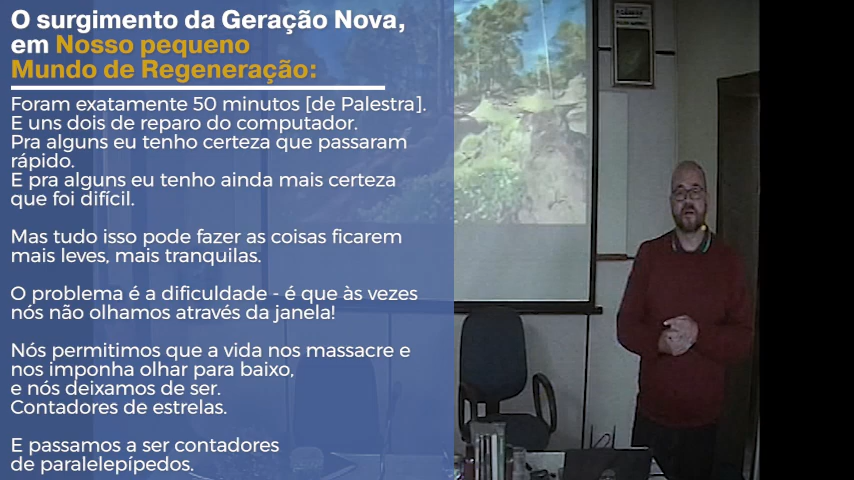 O surgimento da Geração Nova,
em Nosso pequeno
Mundo de Regeneração:
Foram exatamente 50 minutos [de Palestra].
E uns dois de reparo do computador.
Pra alguns eu tenho certeza que passaram
rápido.
E pra alguns eu tenho ainda mais certeza
que foi difícil.
Mas tudo isso pode fazer as coisas ficarem
mais leves, mais tranquilas.
O problema é a dificuldade - é que às vezes
nós não olhamos através da janela!
Nós permitimos que a vida nos massacre e
nos imponha olhar para baixo,
e nós deixamos de ser.
Contadores de estrelas.
E passamos a ser contadores
de paralelepípedos.